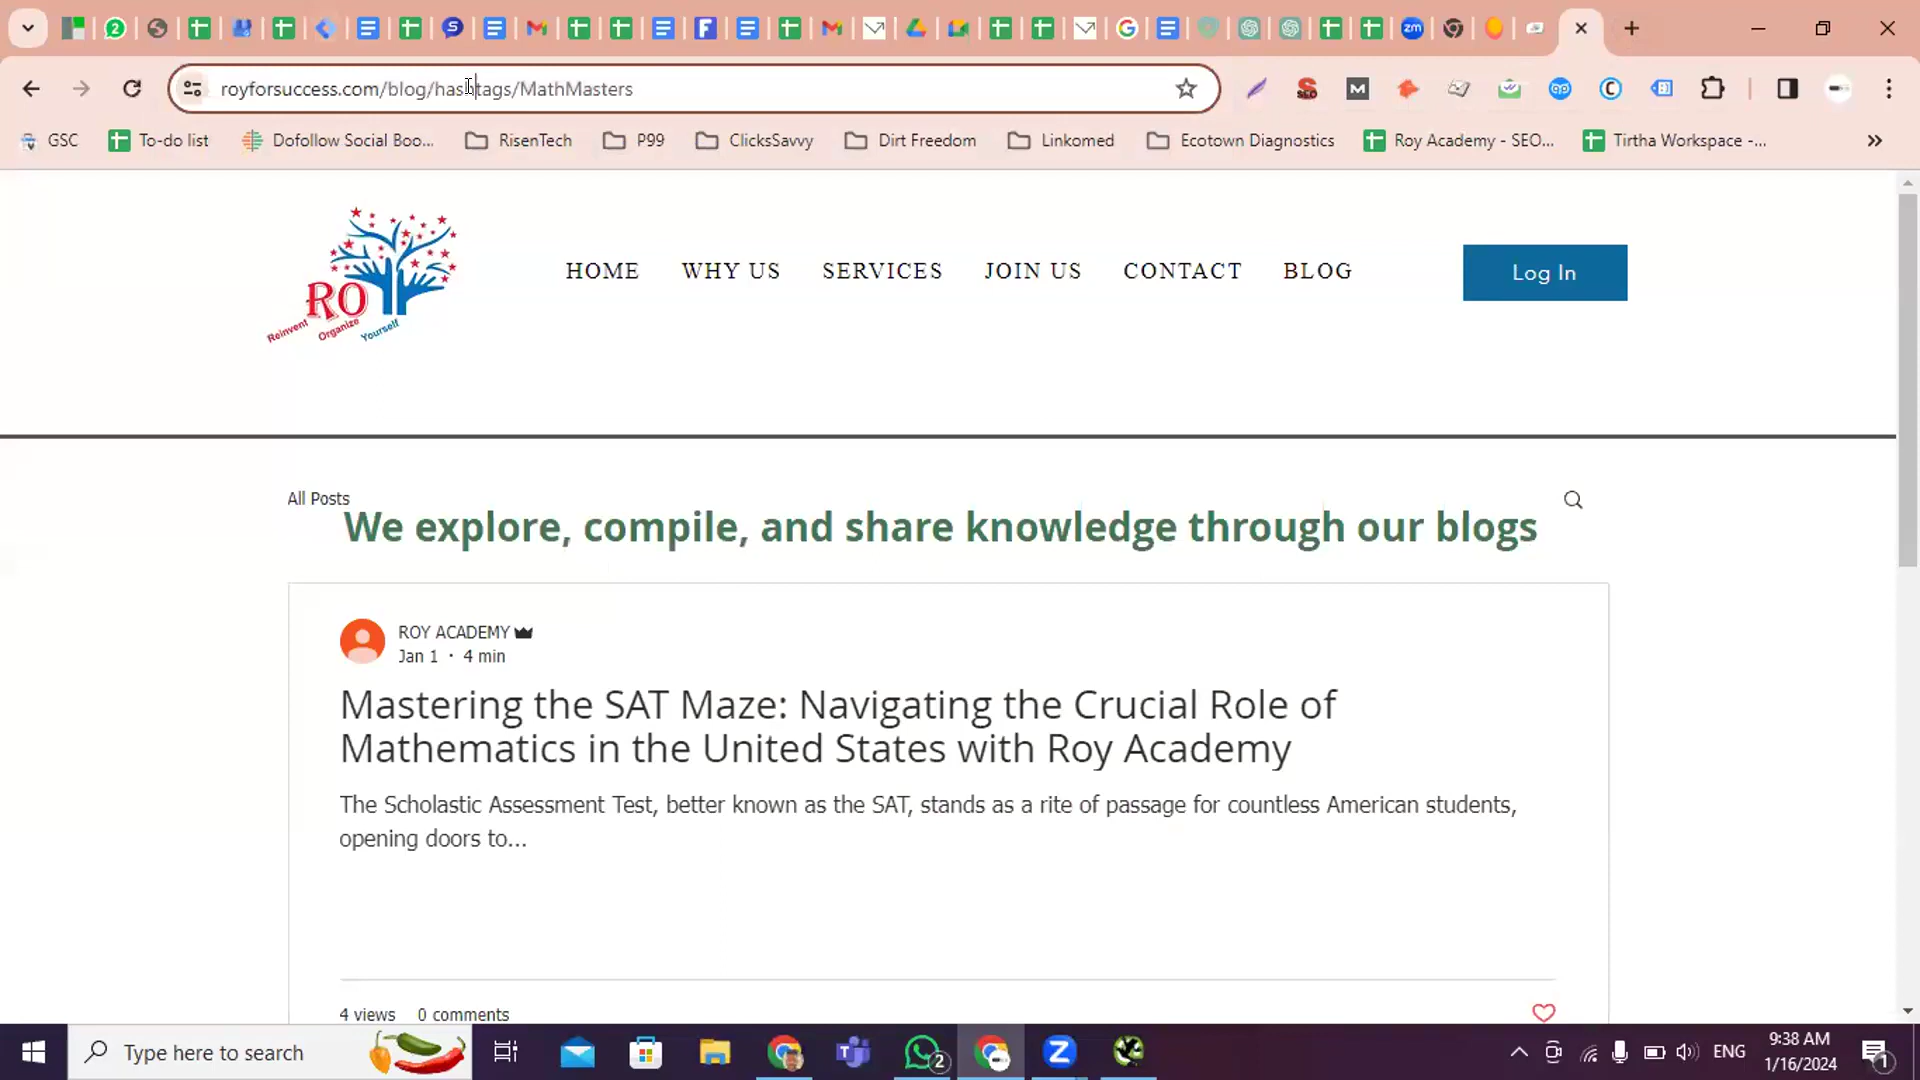 royforsuccess.com/blog/hashtags/MathMasters
GSC To-do list Dofollow Social Boo... RisenTech P99 ClicksSavvy Dirt Freedom Linkomed Ecotown Diagnostics Roy Academy - SEO... Tirtha Workspace -...
ROY
Reinvent Organize Yourself
HOME WHY US SERVICES JOIN US CONTACT BLOG Log In
All Posts
We explore, compile, and share knowledge through our blogs
ROY ACADEMY
Jan 1 · 4 min
Mastering the SAT Maze: Navigating the Crucial Role of
Mathematics in the United States with Roy Academy
The Scholastic Assessment Test, better known as the SAT, stands as a rite of passage for countless American students,
opening doors to...
4 views 0 comments
Type here to search
2
ENG
9:38 AM
1/16/2024
1